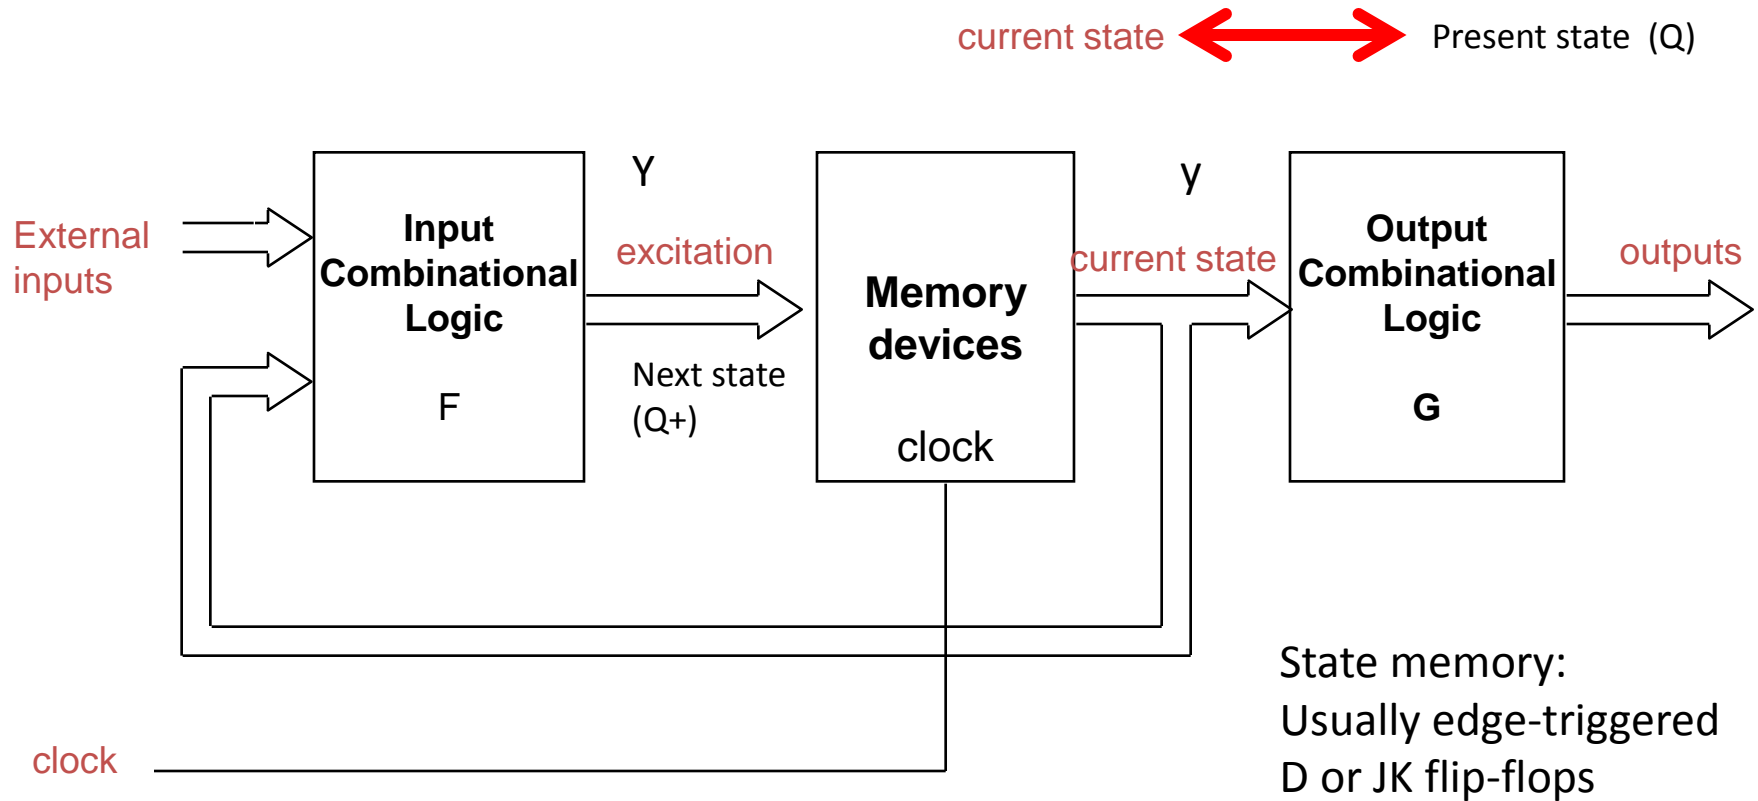 current state
Present state (Q)
External
inputs
Input
Combinational
Logic
F
Y
excitation
Next state
(Q+)
Memory
devices
clock
y
current state
Output
Combinational
Logic
G
outputs
clock
State memory:
Usually edge-triggered
D or JK flip-flops